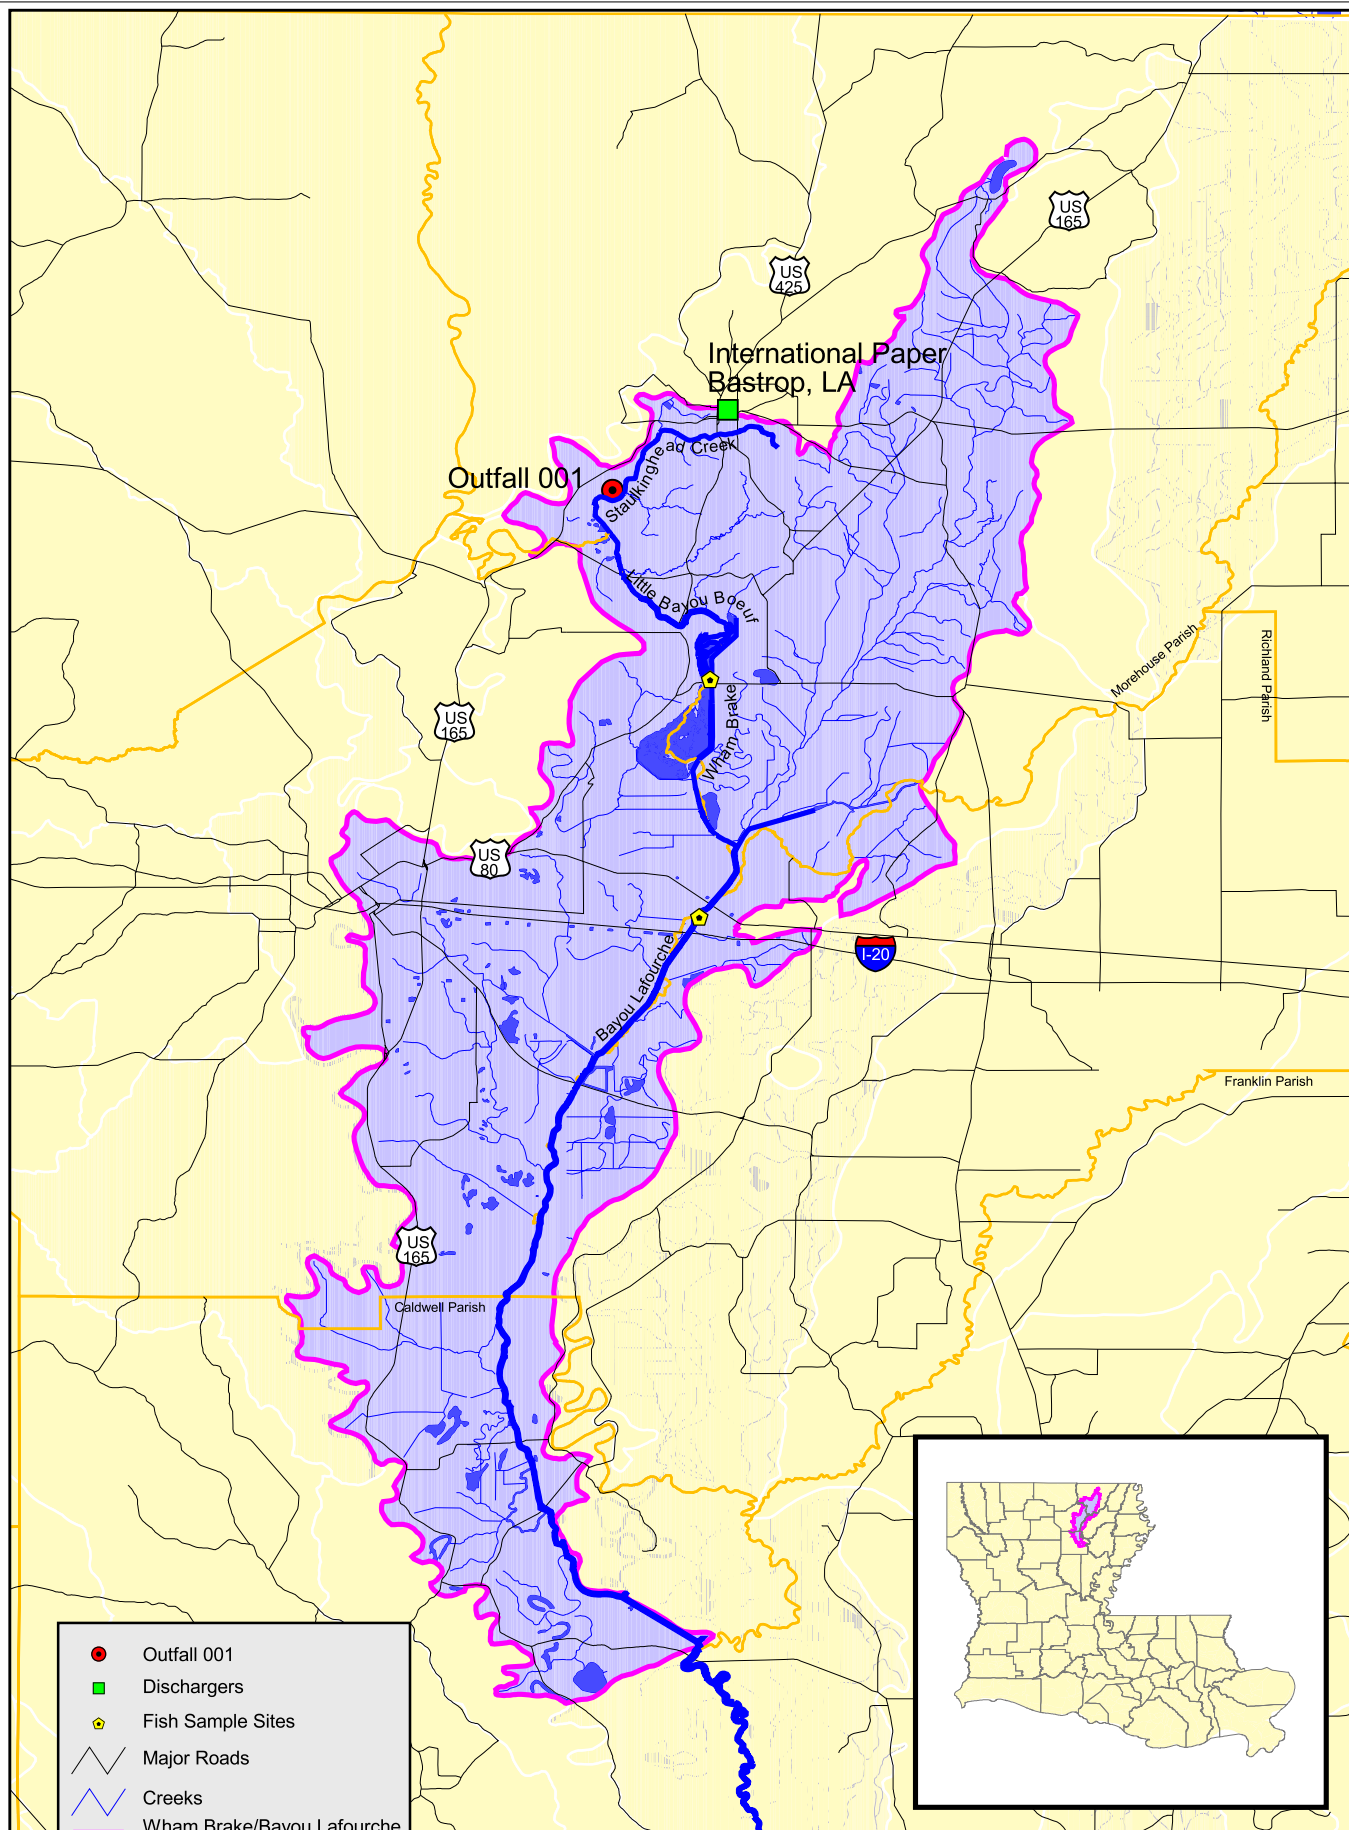 US
165
US
425
International Paper
Bastrop, LA
Staulkinghead Creek
Outfall 001
Little Bayou Boeuf
Morehouse Parish
Richland Parish
US
165
Wham Brake
US
80
I-20
Bayou Lafourche
Franklin Parish
US
165
Caldwell Parish
Outfall 001
Dischargers
Fish Sample Sites
Major Roads
Creeks
Wham Brake/Bayou Lafourche